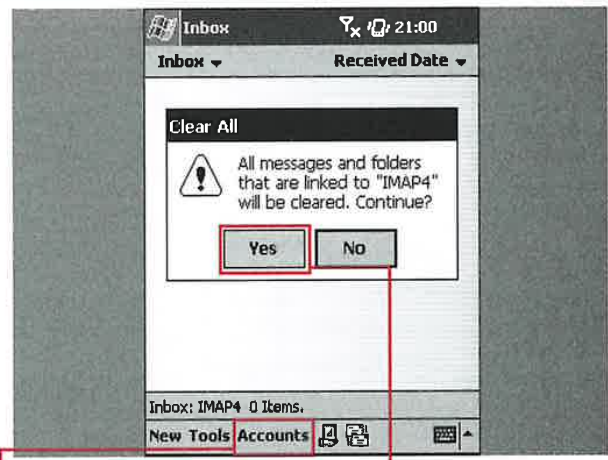 Inbox 21:00
Inbox Received Date
Clear All
All messages and folders
that are linked to "IMAP4"
will be cleared. Continue?
Yes No
Inbox: IMAP4 0 Items.
New Tools Accounts